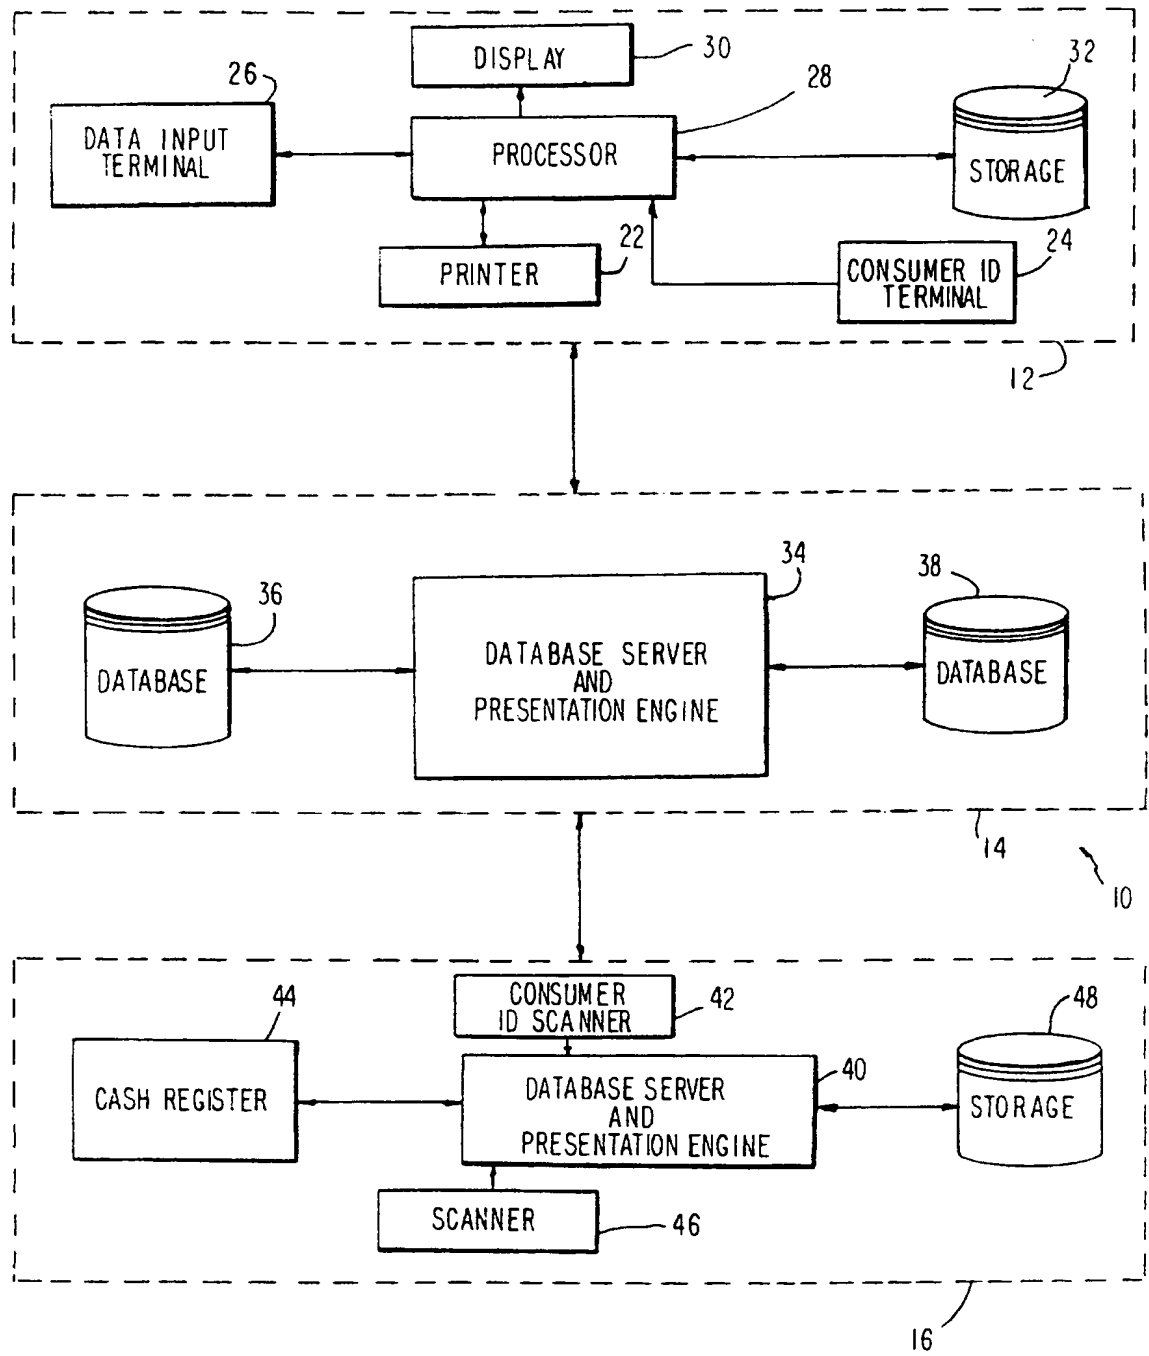 DISPLAY
30
26
28
32
DATA INPUT
TERMINAL
PROCESSOR
STORAGE
22
24
PRINTER
CONSUMER ID
TERMINAL
12
34
38
36
DATABASE
DATABASE SERVER
AND
PRESENTATION ENGINE
DATABASE
14
10
44
CONSUMER
ID SCANNER
42
48
40
CASH REGISTER
DATABASE SERVER
AND
PRESENTATION ENGINE
STORAGE
SCANNER
46
16